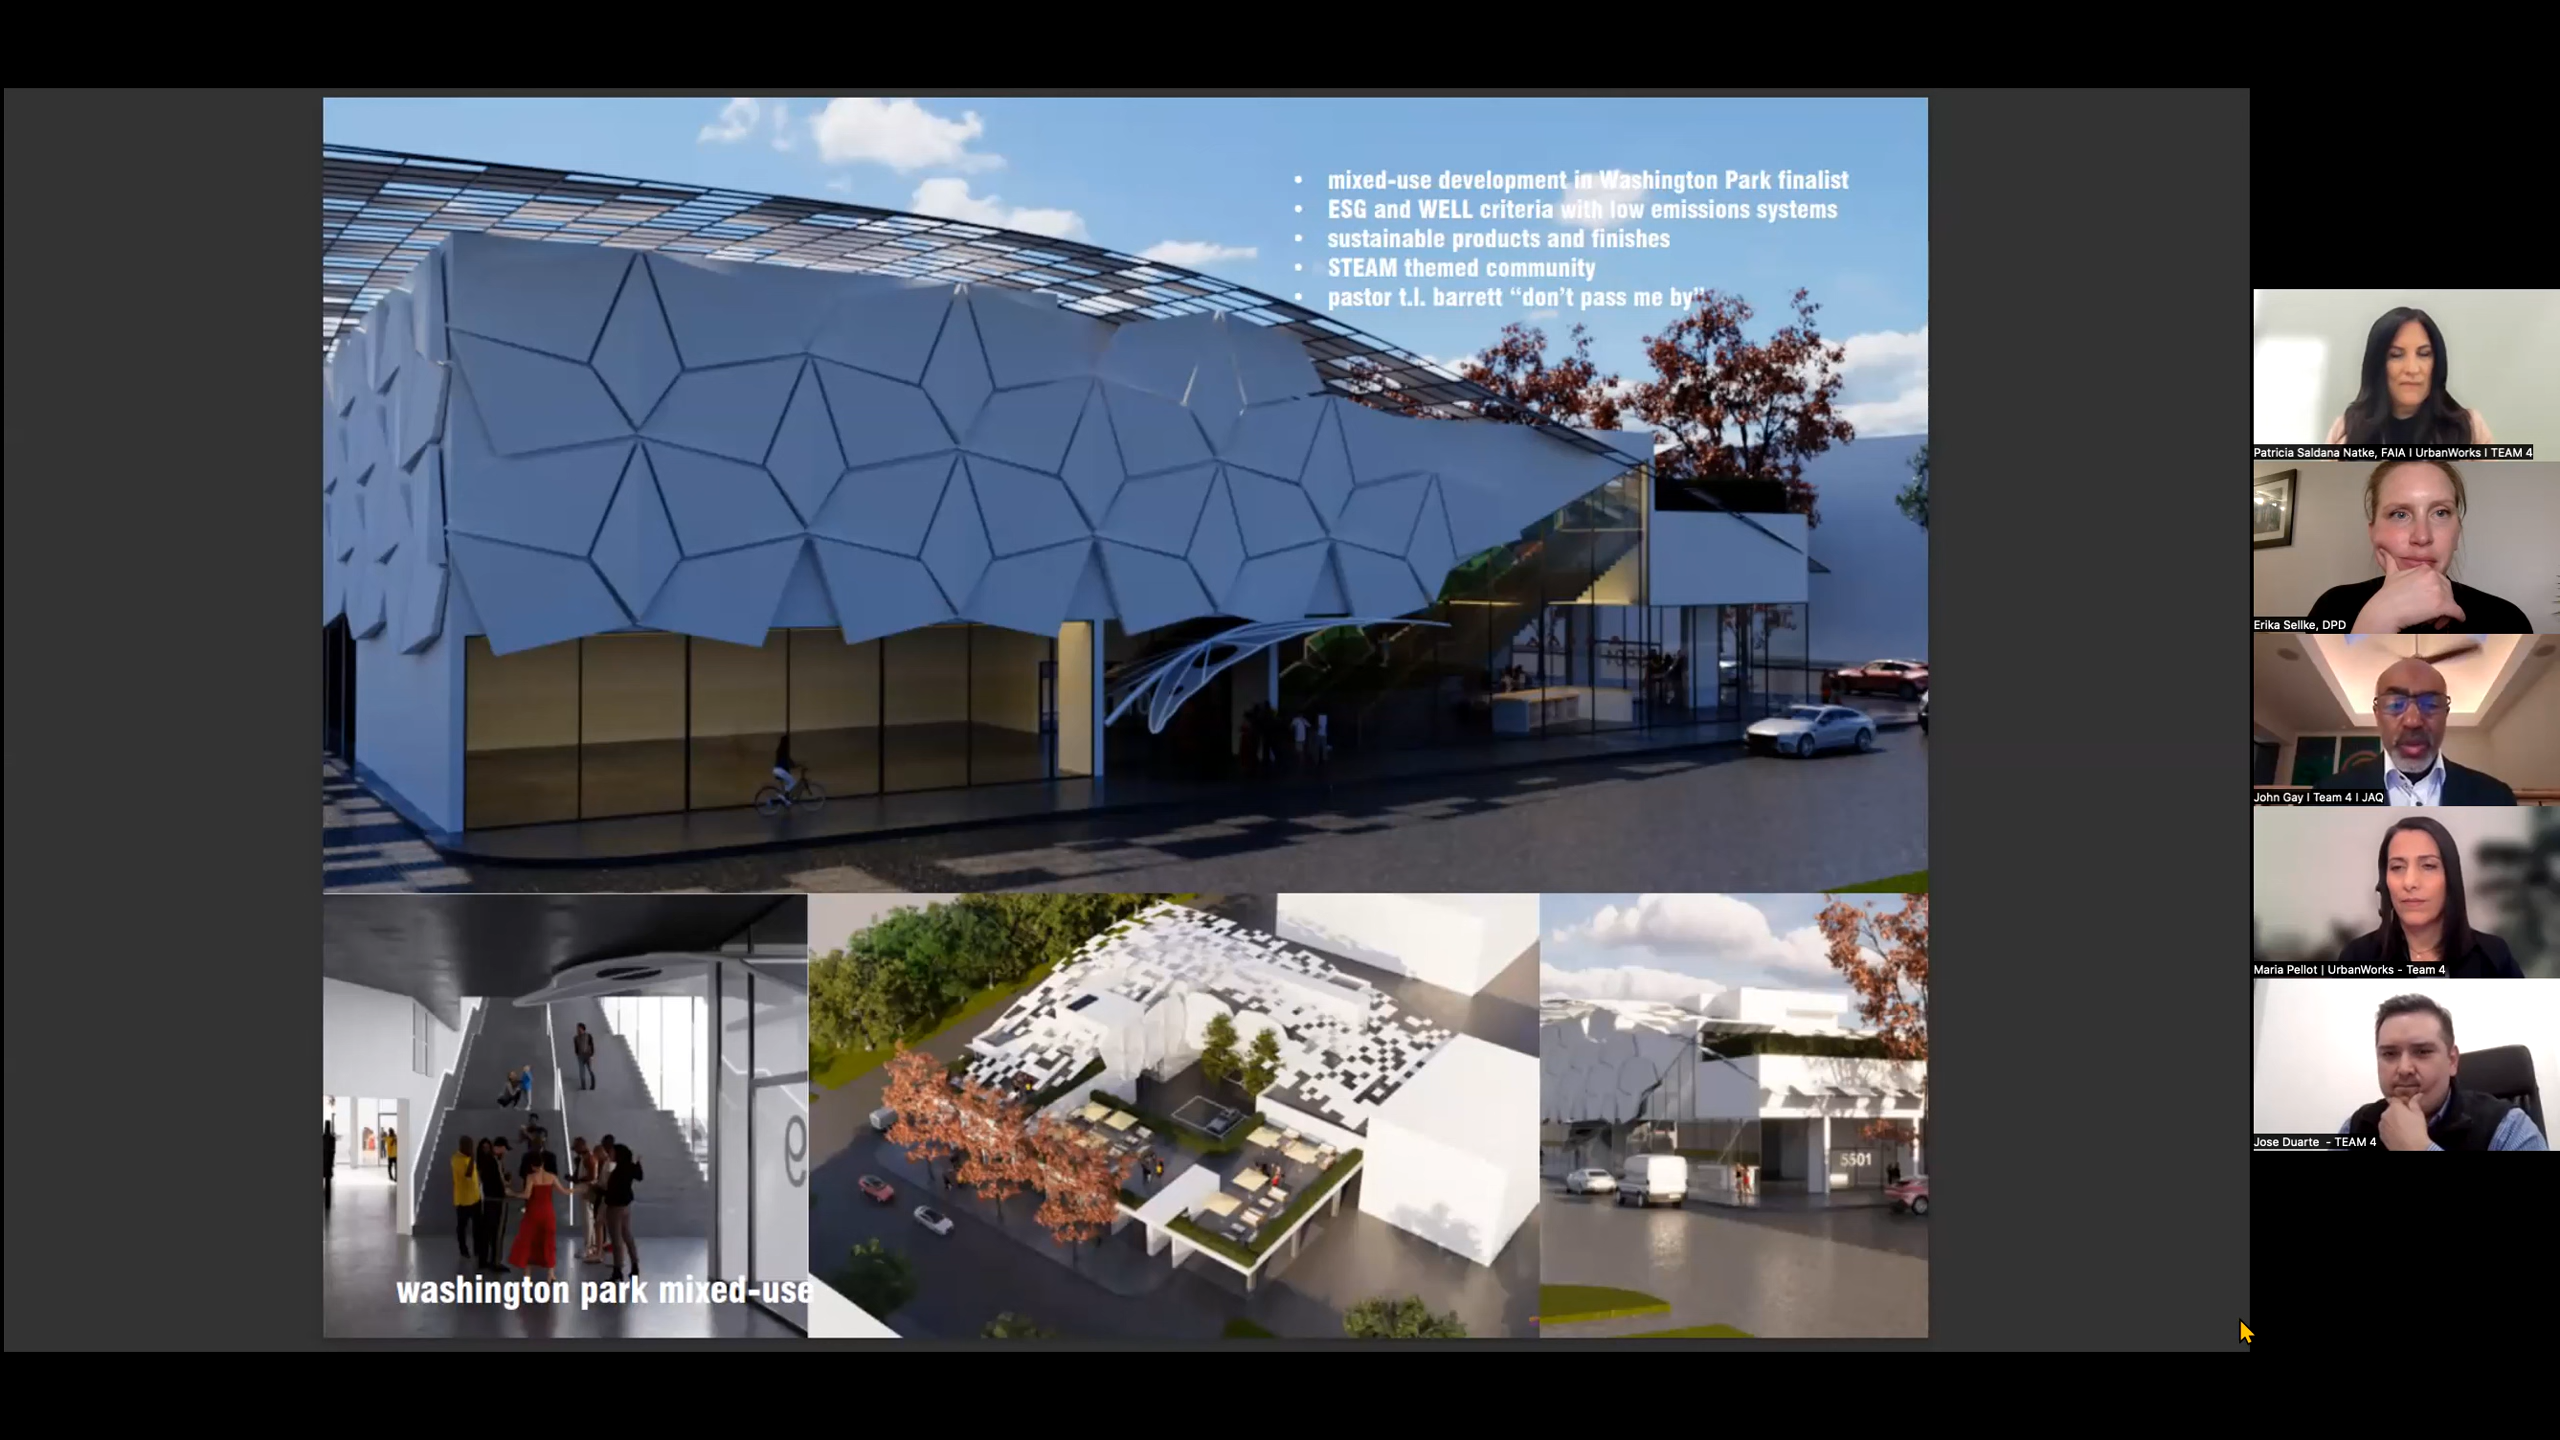 • mixed-use development in Washington Park finalist
• ESG and WELL criteria with low emissions systems
• sustainable products and finishes
• STEAM themed community
• pastor t.l. barrett “don’t pass me by”
washington park mixed-use
5501
Patricia Saldana Natke, FAIA I UrbanWorks I TEAM 4
Erika Sellke, DPD
John Gay I Team 4 I JAQ
Maria Pellot | UrbanWorks - Team 4
Jose Duarte - TEAM 4